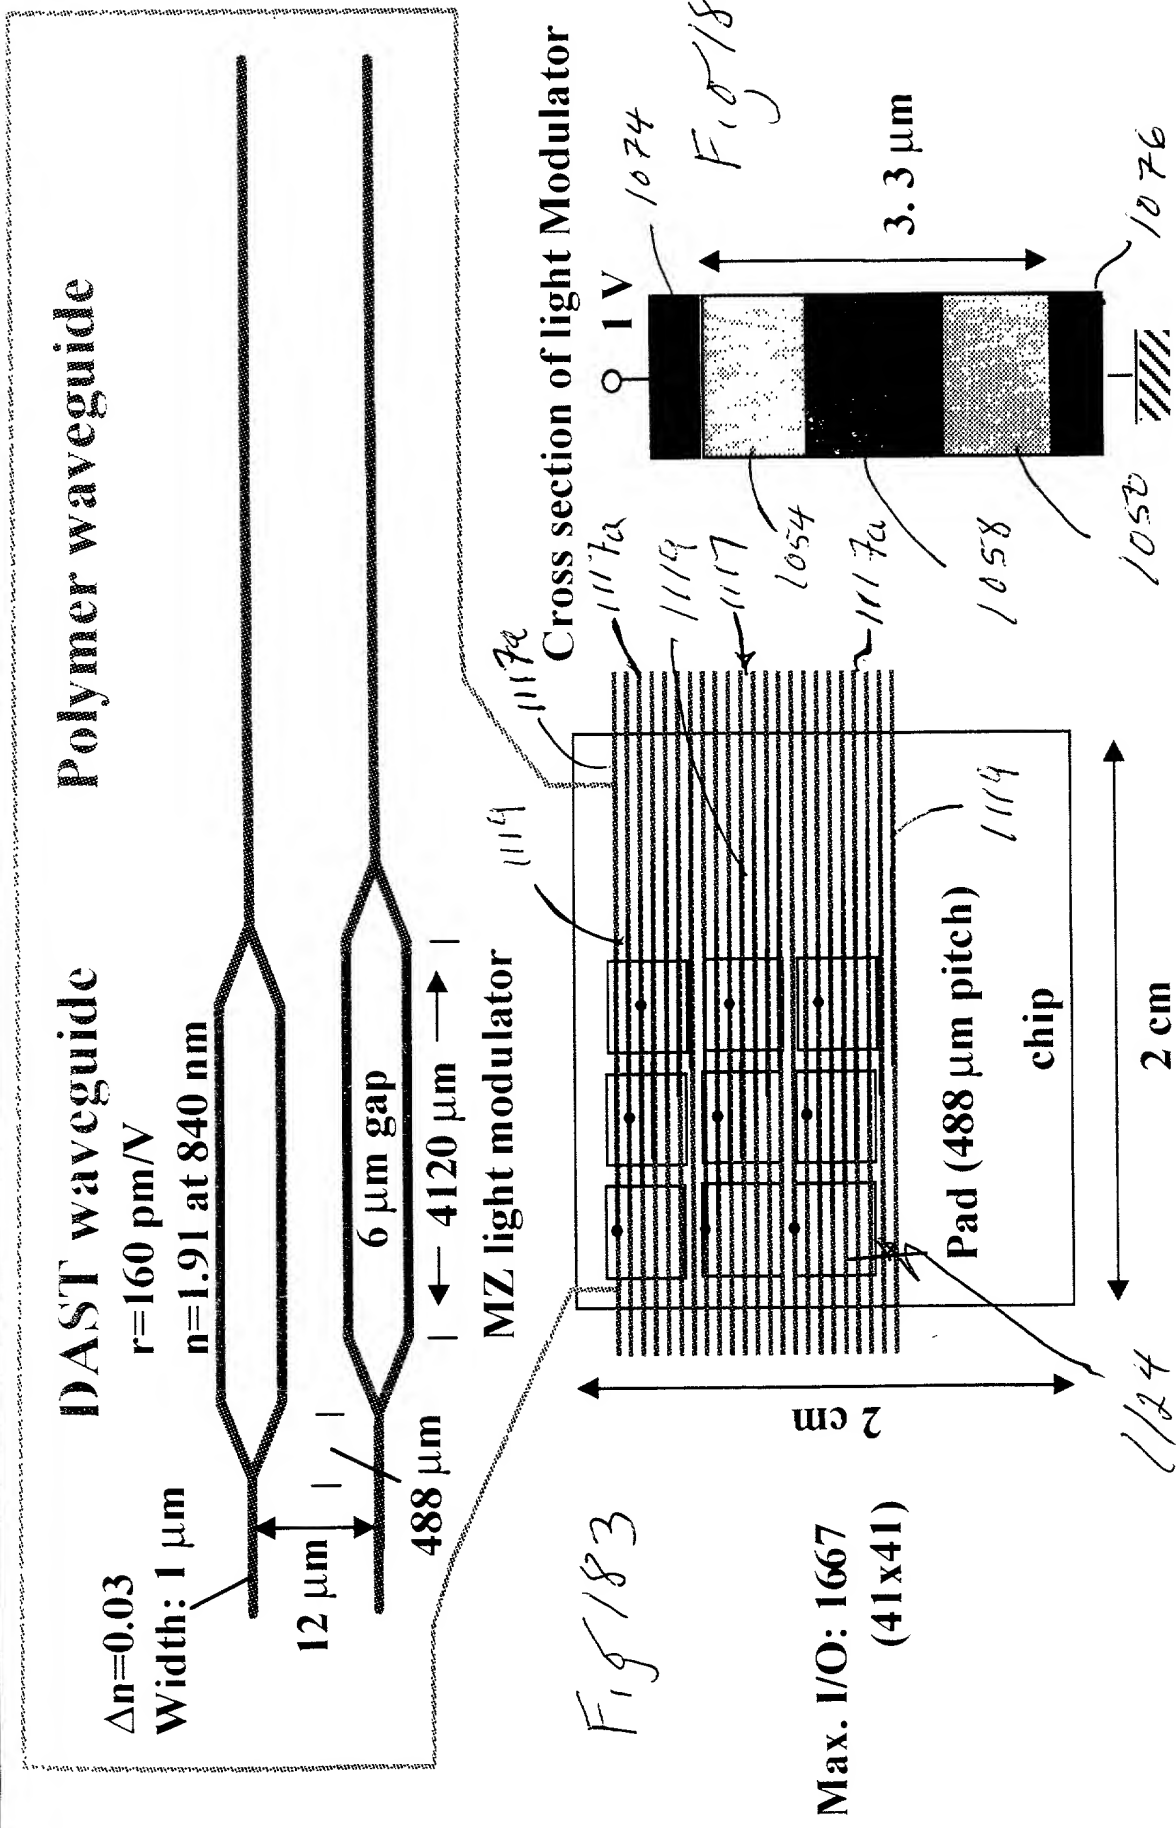 DAST waveguide
Polymer waveguide
r=160 pm/V
n=1.91 at 840 nm
Δn=0.03
Width: 1 μm
12 μm
488 μm
6 μm gap
4120 μm
MZ light modulator
Fig 183
Max. I/O: 1667
(41x41)
2 cm
1119
1117a
1117a
1119
1117
1117a
1119
Pad (488 μm pitch)
chip
2 cm
1124
Cross section of light Modulator
1 V
1074
Fig 18
3.3 μm
1054
1058
1050
1076